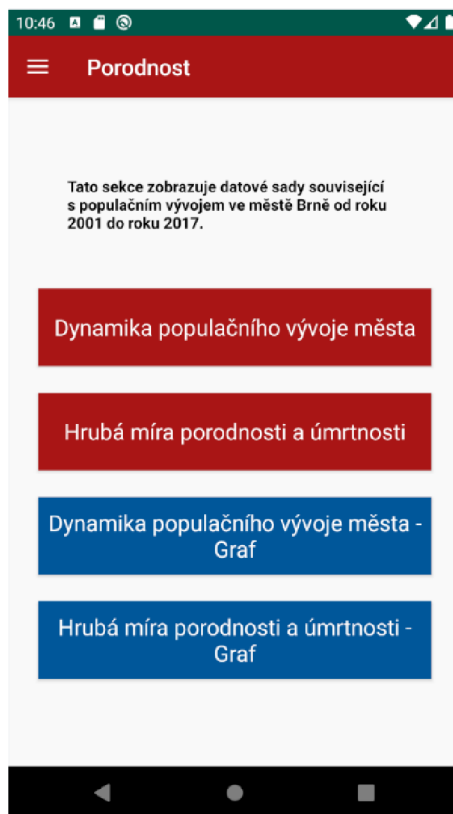 10:46
Porodnost
Tato sekce zobrazuje datové sady související
s populačním vývojem ve městě Brně od roku
2001 do roku 2017.
Dynamika populačního vývoje města
Hrubá míra porodnosti a úmrtnosti
Dynamika populačního vývoje města -
Graf
Hrubá míra porodnosti a úmrtnosti -
Graf